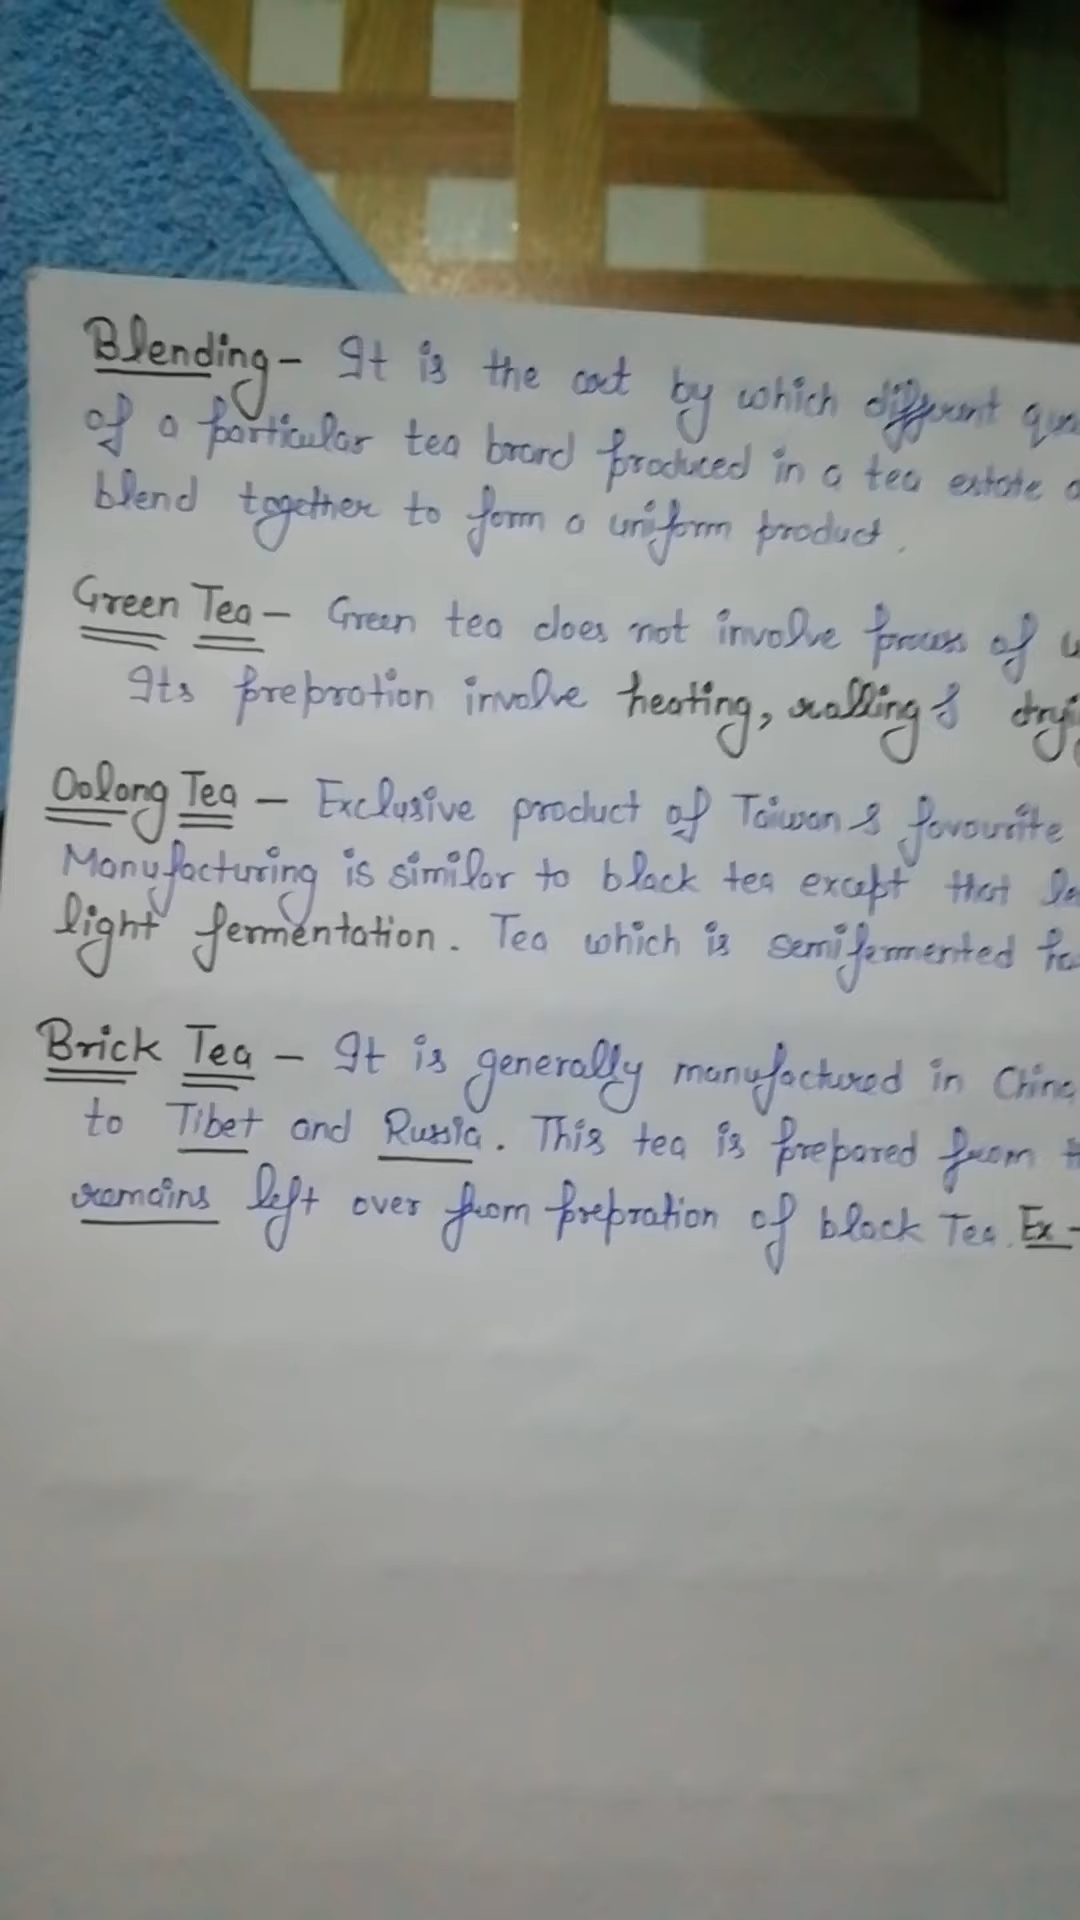 Blending - It is the art by which different
of a particular tea brand produced in a tea estate
blend together to form a uniform product.
Green Tea - Green tea does not involve process of
Its prepration involve heating, rolling &
Oolong Tea - Exclusive product of Taiwan & favourite
Manufacturing is similar to black tea except that
light fermentation. Tea which is semifermented
Brick Tea - It is generally manufactured in China
to Tibet and Russia. This tea is prepared from
remains left over from prepration of black Tea. Ex -